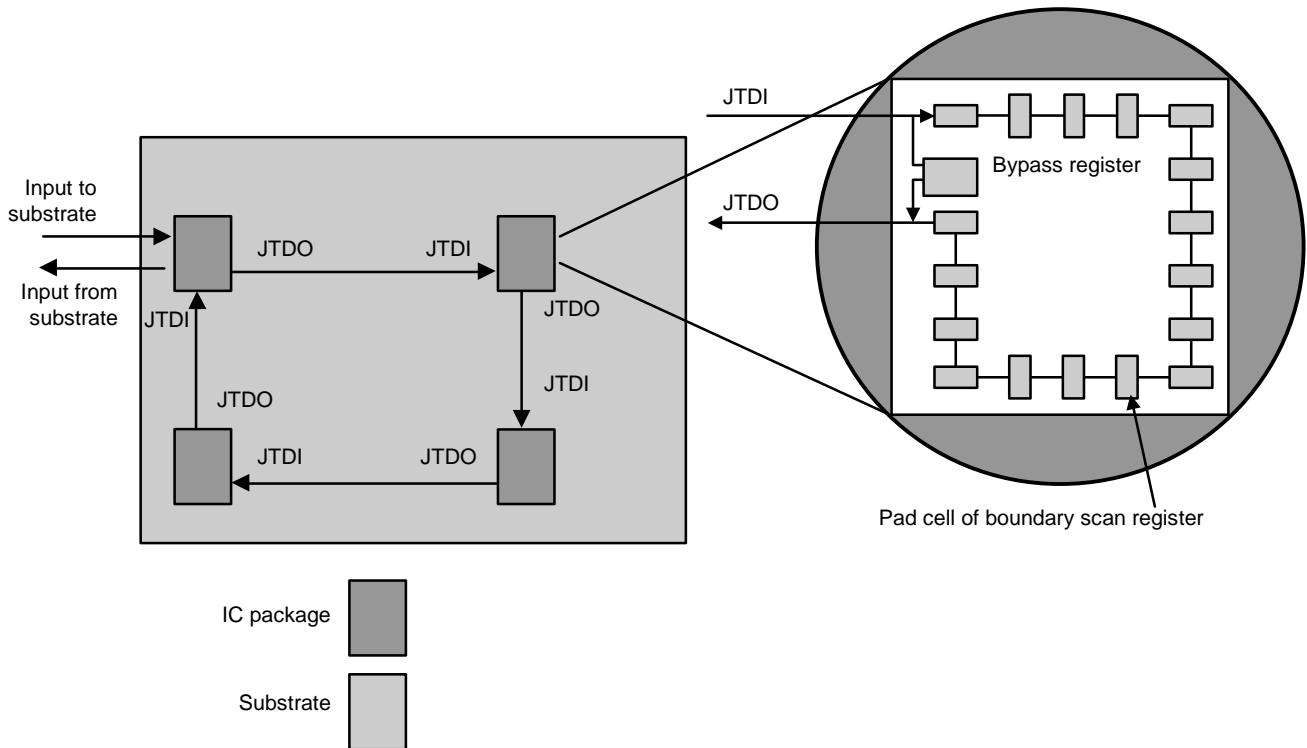 JTDI
Bypass register
JTDO
Input to
substrate
JTDO
JTDI
Input from
substrate
JTDI
JTDO
JTDI
JTDO
JTDI
JTDO
Pad cell of boundary scan register
IC package
Substrate